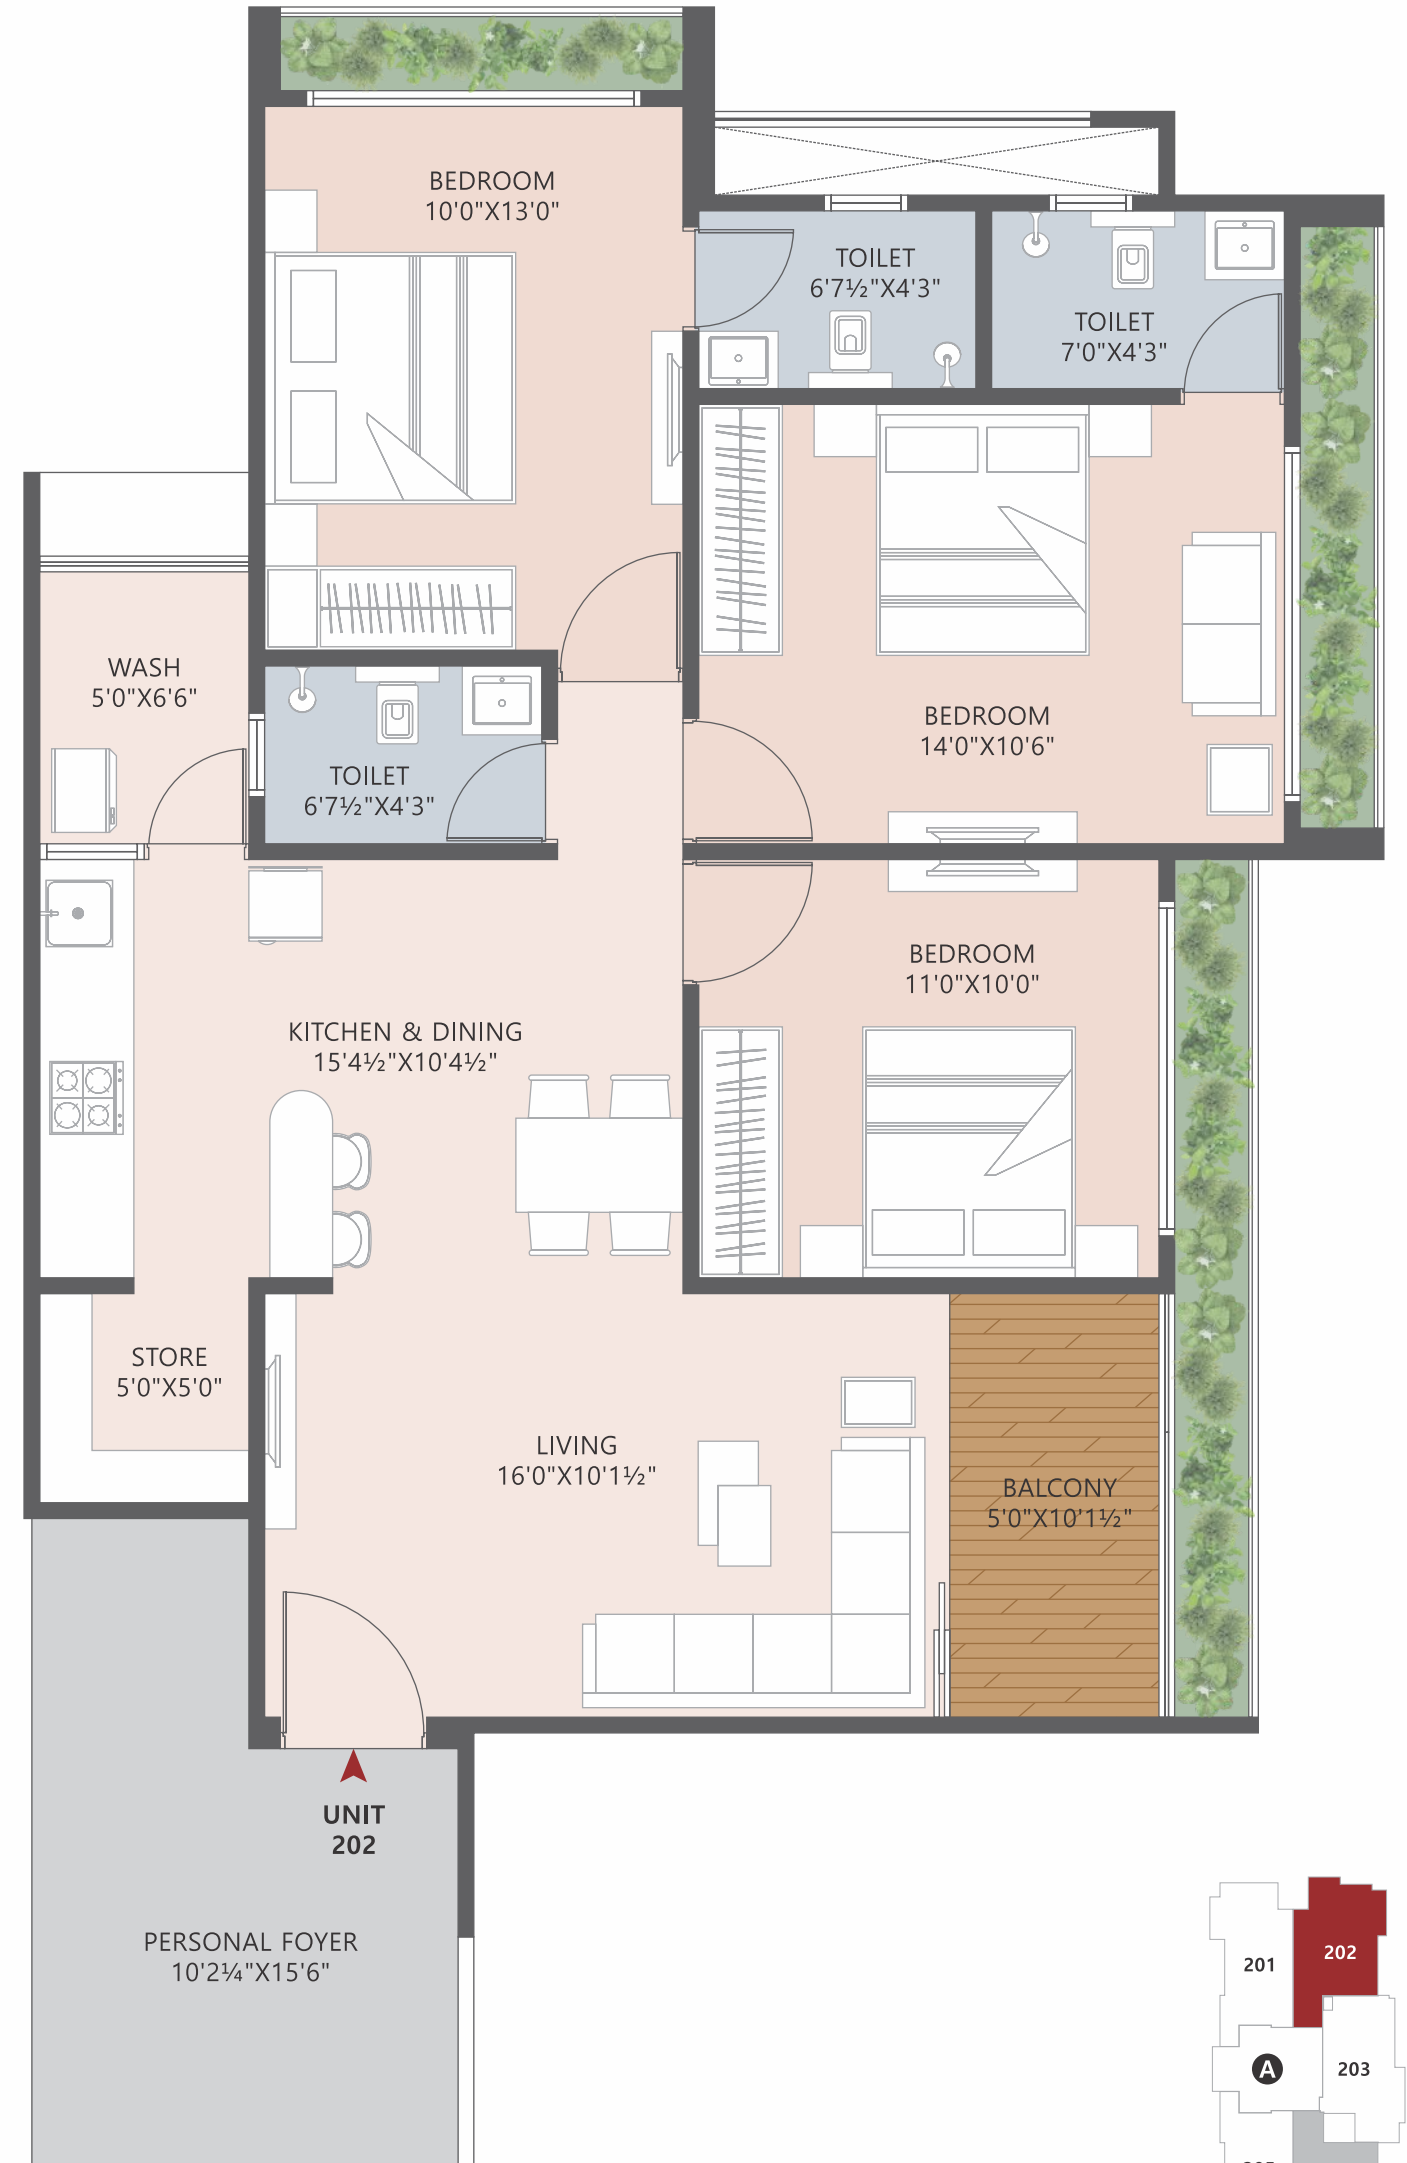 BEDROOM
10'0"X13'0"
TOILET
6'7½"X4'3"
TOILET
7'0"X4'3"
WASH
5'0"X6'6"
TOILET
6'7½"X4'3"
BEDROOM
14'0"X10'6"
BEDROOM
11'0"X10'0"
KITCHEN & DINING
15'4½"X10'4½"
STORE
5'0"X5'0"
LIVING
16'0"X10'1½"
BALCONY
5'0"X10'1½"
UNIT
202
PERSONAL FOYER
10'2¼"X15'6"
201
202
A
203